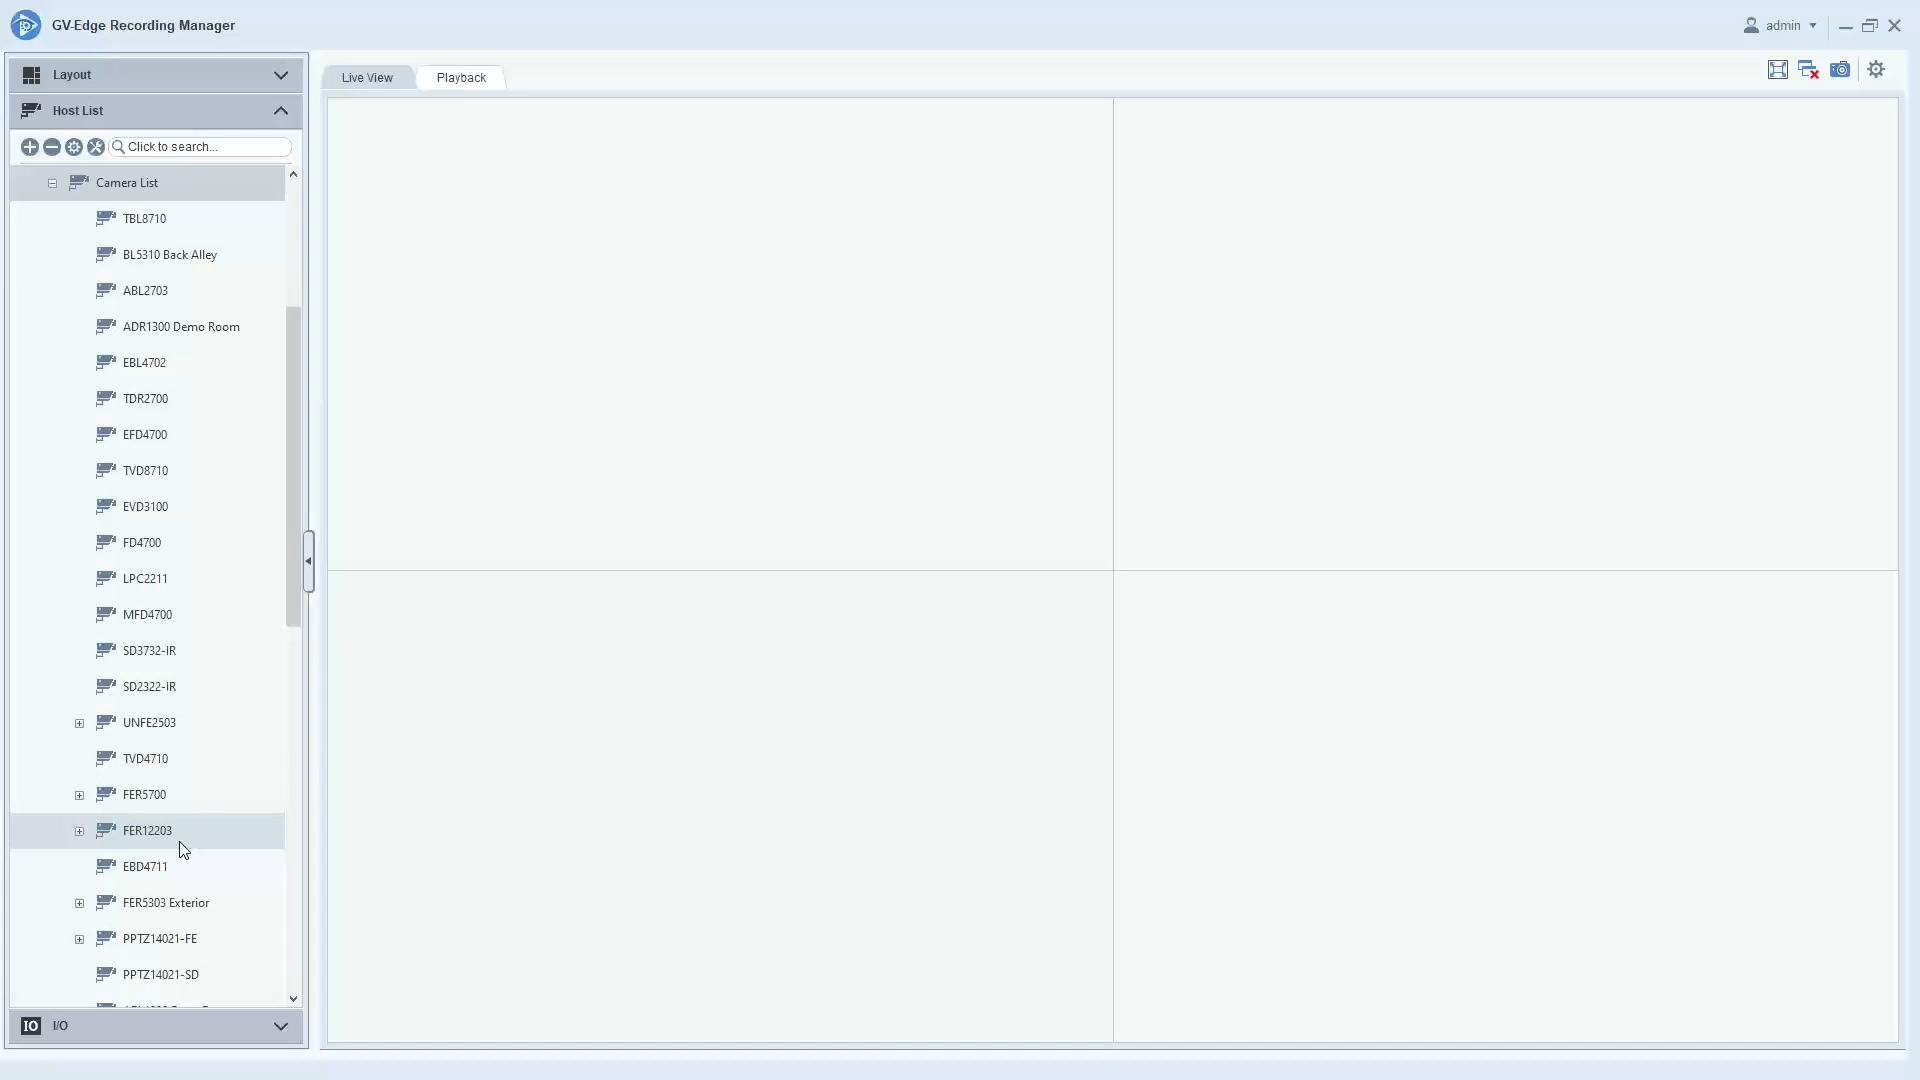 GV-Edge Recording Manager
admin
Layout
Live View
Playback
Host List
Click to search...
Camera List
TBL8710
BL5310 Back Alley
ABL2703
ADR1300 Demo Room
EBL4702
TDR2700
EFD4700
TVD8710
EVD3100
FD4700
LPC2211
MFD4700
SD3732-IR
SD2322-IR
UNFE2503
TVD4710
FER5700
FER12203
EBD4711
FER5303 Exterior
PPTZ14021-FE
PPTZ14021-SD
IO I/O